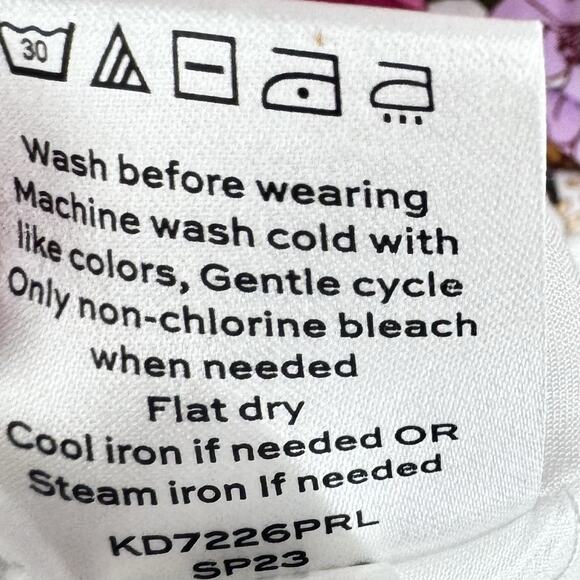 30
Wash before wearing
Machine wash cold with
like colors, Gentle cycle
Only non-chlorine bleach
when needed
Flat dry
Cool iron if needed OR
Steam iron If needed
KD7226PRL
SP23